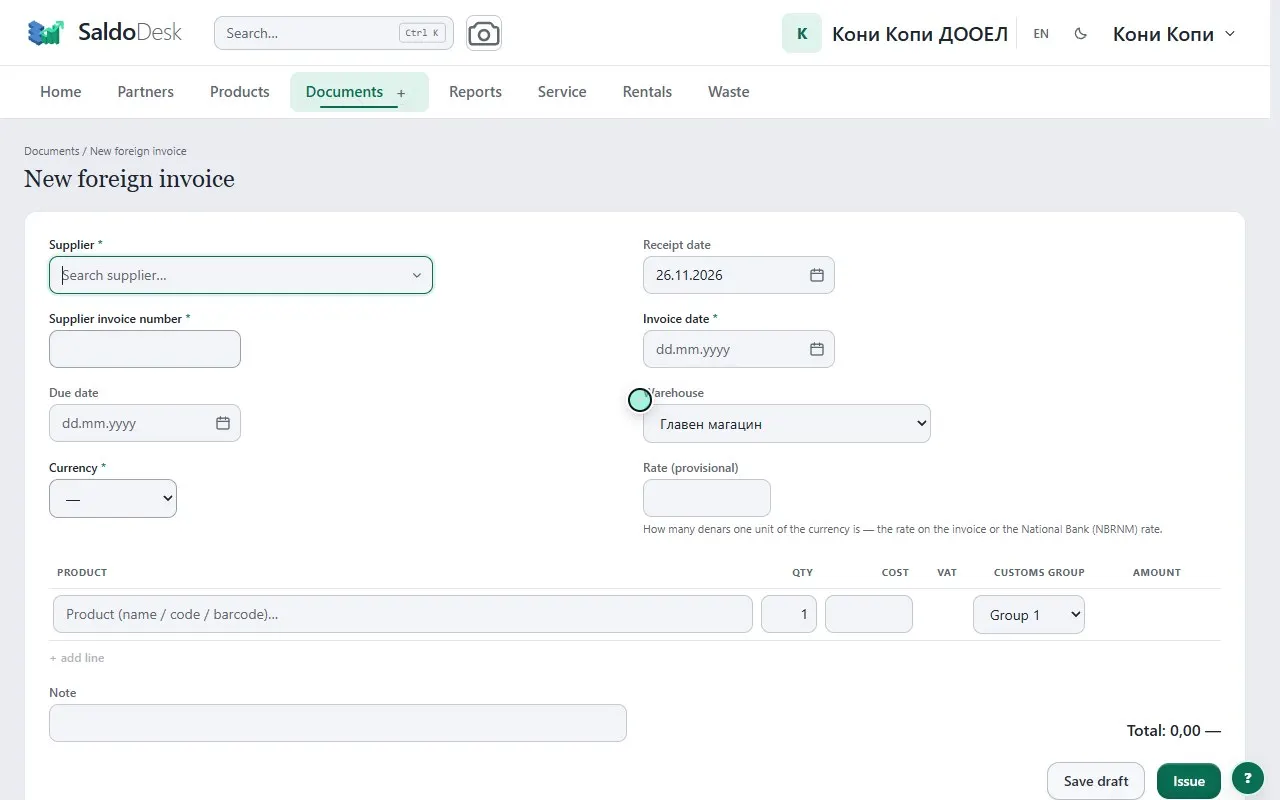 SaldoDesk
Search...
Ctrl K
К
Кони Копи ДООЕЛ
EN
Кони Копи
Home
Partners
Products
Documents +
Reports
Service
Rentals
Waste
Documents / New foreign invoice
New foreign invoice
Supplier *
Search supplier...
Receipt date
26.11.2026
Supplier invoice number *
Invoice date *
dd.mm.yyyy
Due date
dd.mm.yyyy
Warehouse
Главен магацин
Currency *
—
Rate (provisional)
How many denars one unit of the currency is — the rate on the invoice or the National Bank (NBRNM) rate.
PRODUCT QTY COST VAT CUSTOMS GROUP AMOUNT
Product (name / code / barcode)... 1 Group 1
+ add line
Note
Total: 0,00 —
Save draft
Issue
?